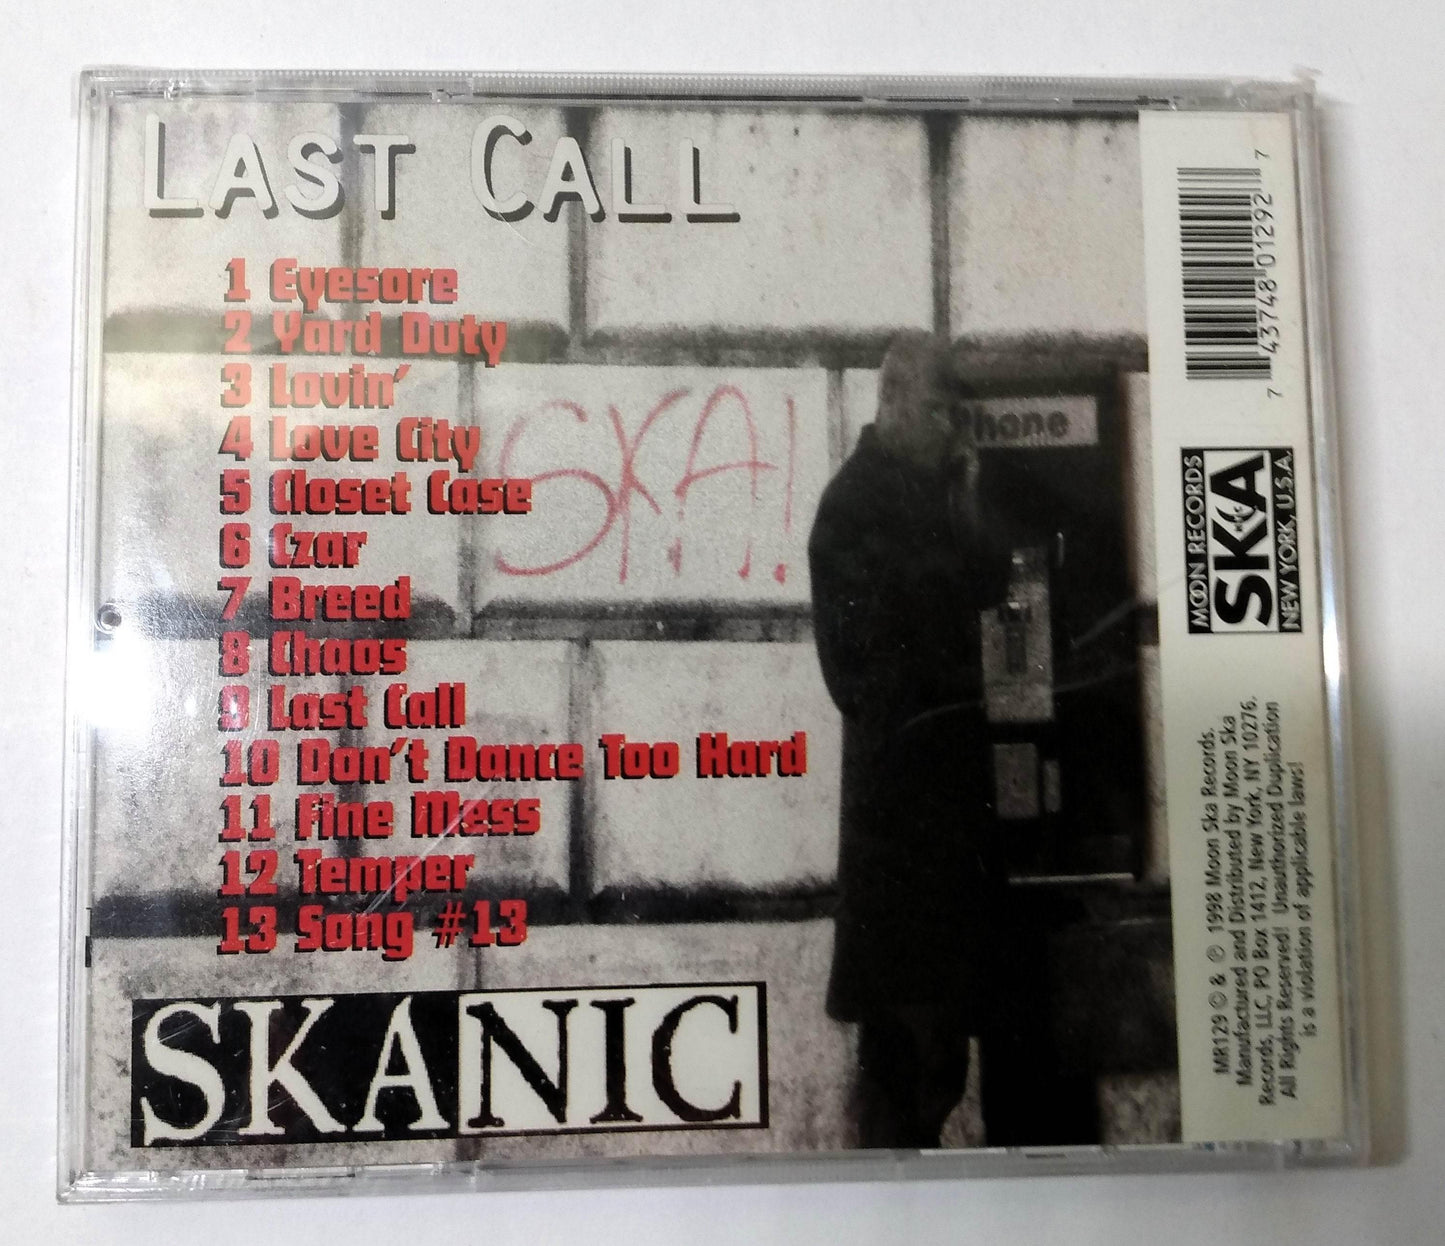 LAST CALL
1 Eyesore
2 Yard Duty
3 Lovin'
4 Love City
5 Closet Case
6 Czar
7 Breed
8 Chaos
9 Last Call
10 Don't Dance Too Hard
11 Fine Mess
12 Temper
13 Song #13
SKANIC
SKA!
Phone
7 43748 01292 7
MOON RECORDS
SKA
NEW YORK, U.S.A.
MR129 © & ℗ 1998 Moon Ska Records.
Manufactured and Distributed by Moon Ska
Records, LLC, PO Box 1412, New York, NY 10276.
All Rights Reserved! Unauthorized Duplication
is a violation of applicable laws!